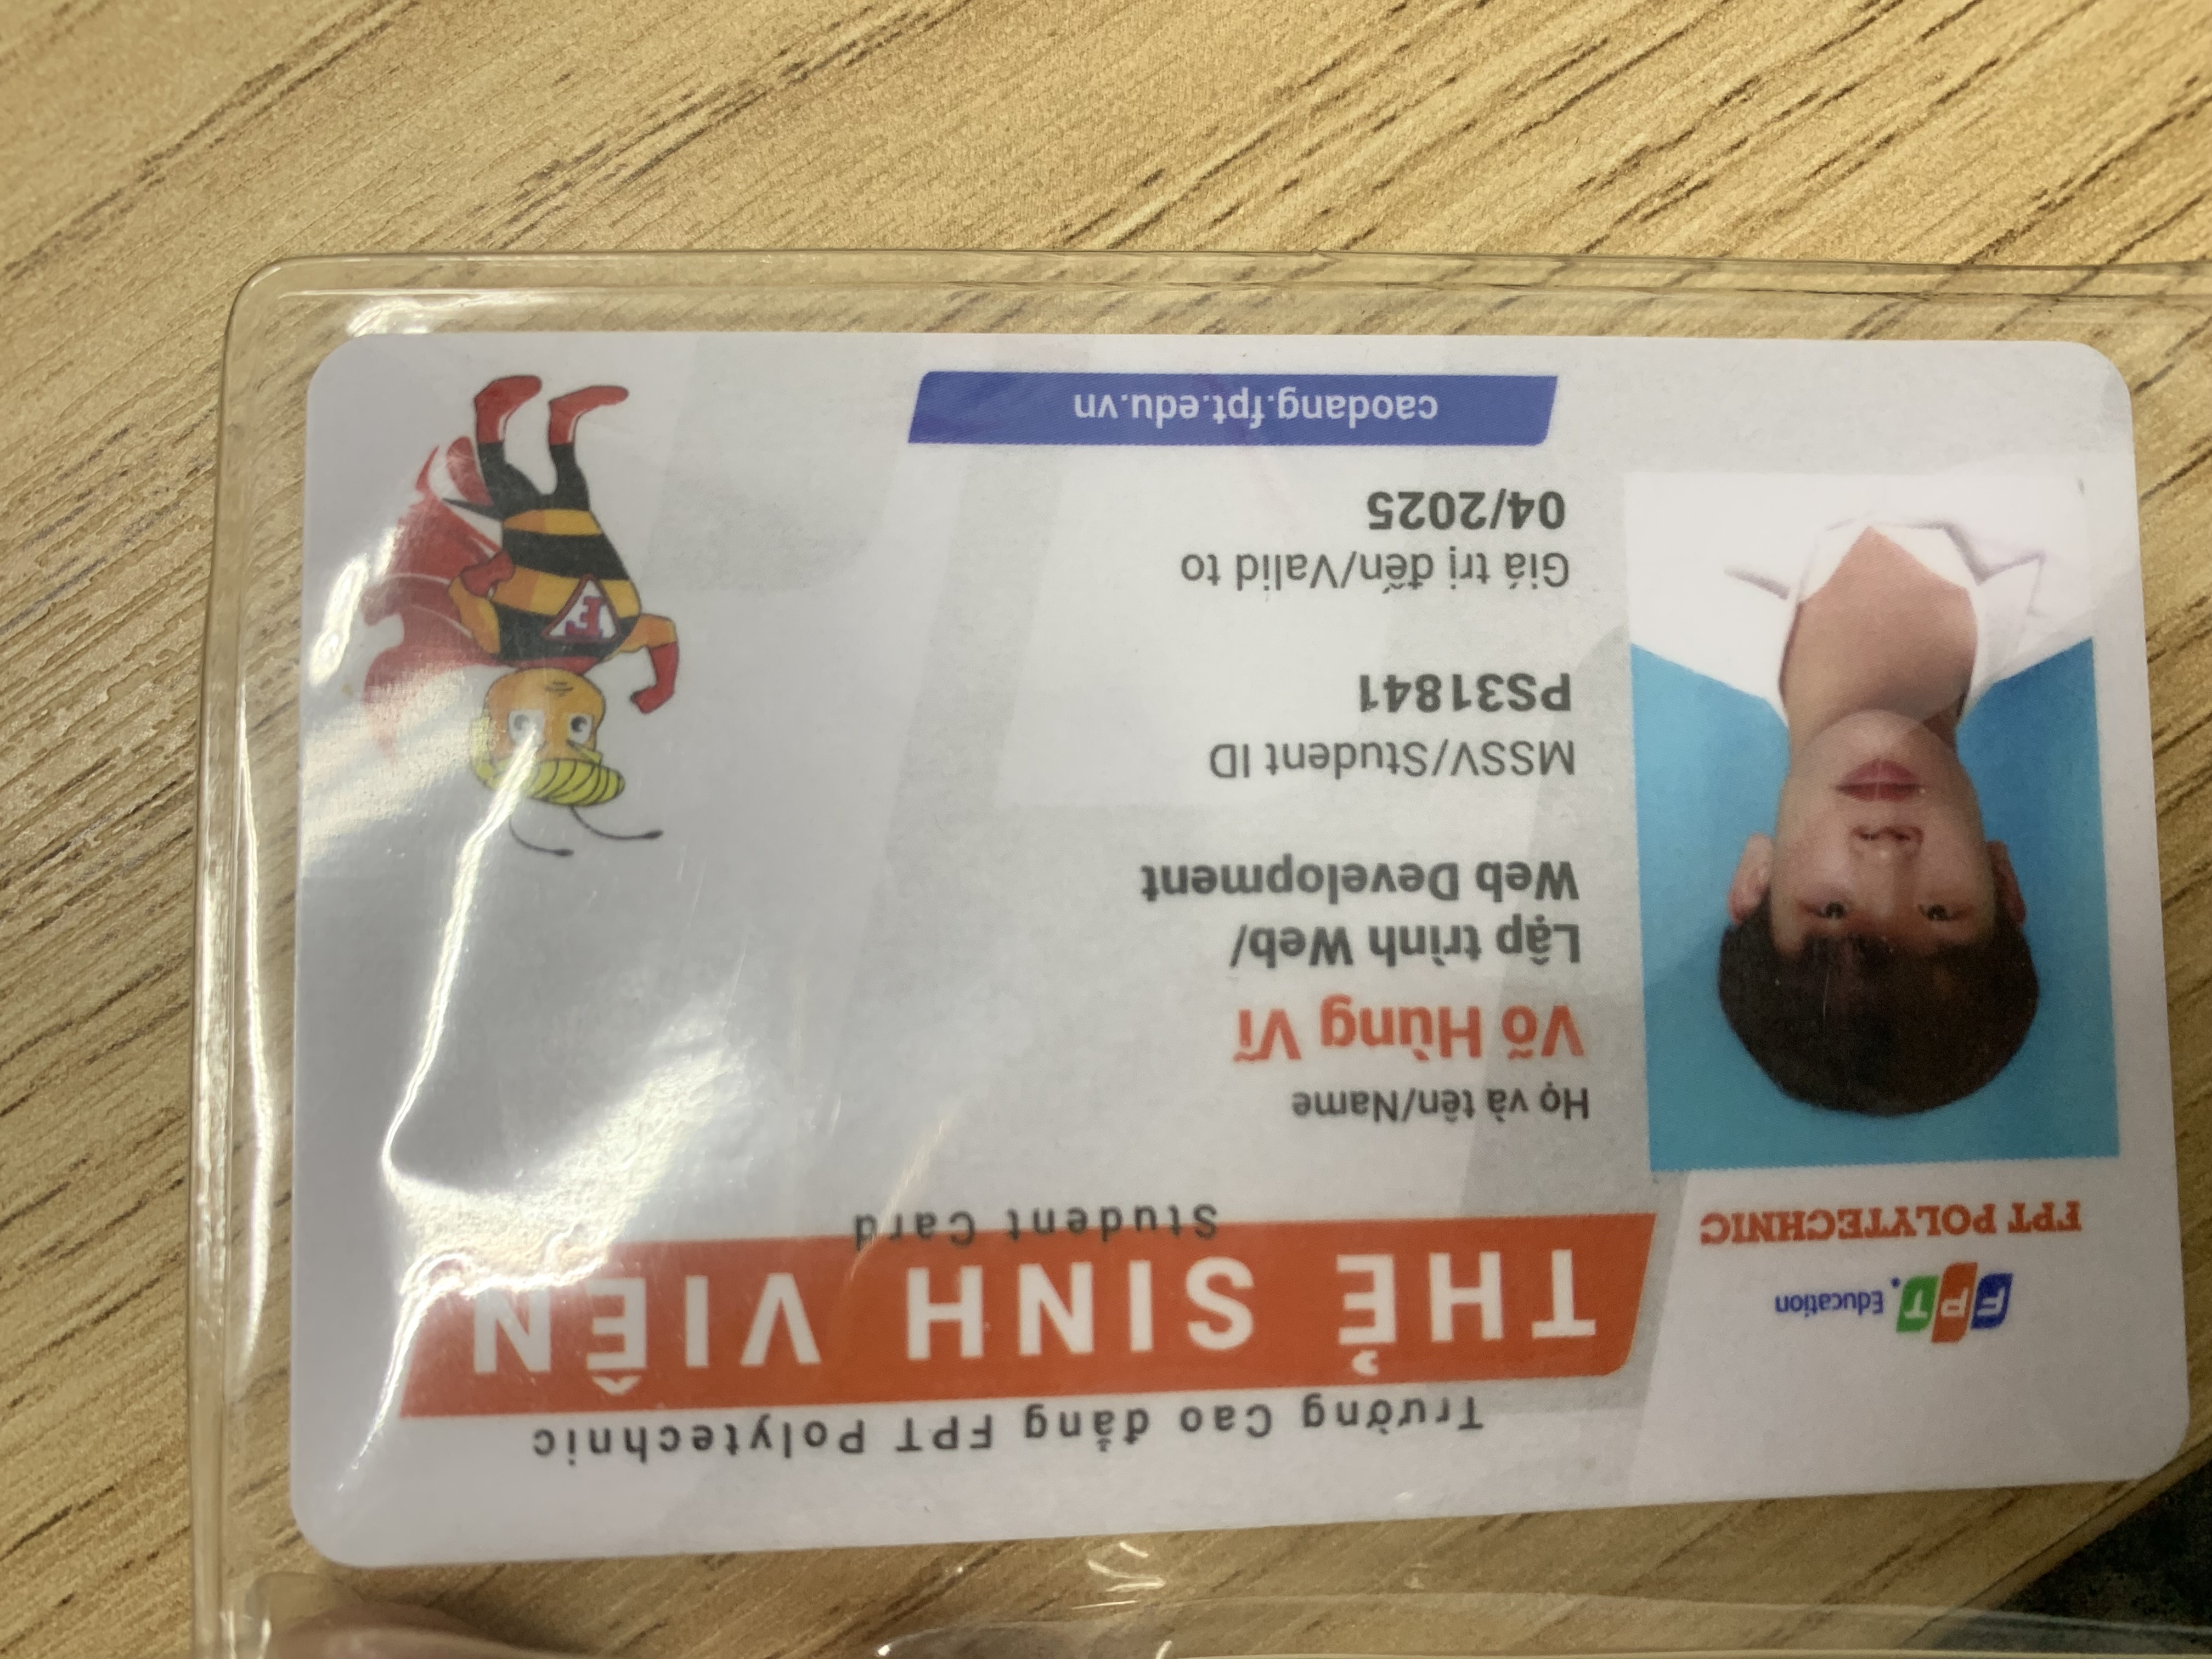 Trường Cao đẳng FPT Polytechnic
THẺ SINH VIÊN
Student Card
FPT. Education
FPT POLYTECHNIC
Họ và tên/Name
Võ Hùng Vĩ
Lập trình Web/
Web Development
MSSV/Student ID
PS31841
Giá trị đến/Valid to
04/2025
caodang.fpt.edu.vn